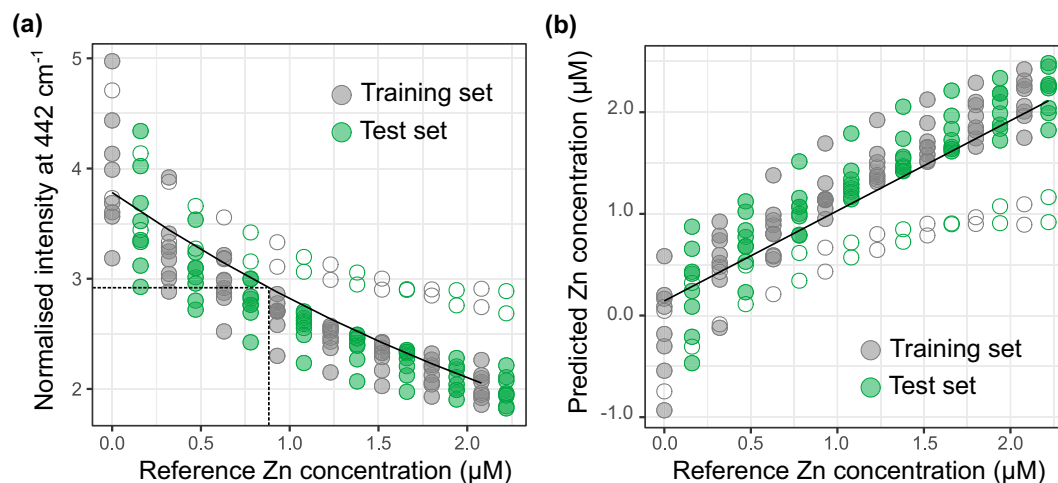 (a)
Normalised intensity at 442 cm⁻¹
5
4
3
2
Training set
Test set
0.0 0.5 1.0 1.5 2.0
Reference Zn concentration (μM)
(b)
Predicted Zn concentration (μM)
2.0
1.0
0.0
-1.0
Training set
Test set
0.0 0.5 1.0 1.5 2.0
Reference Zn concentration (μM)